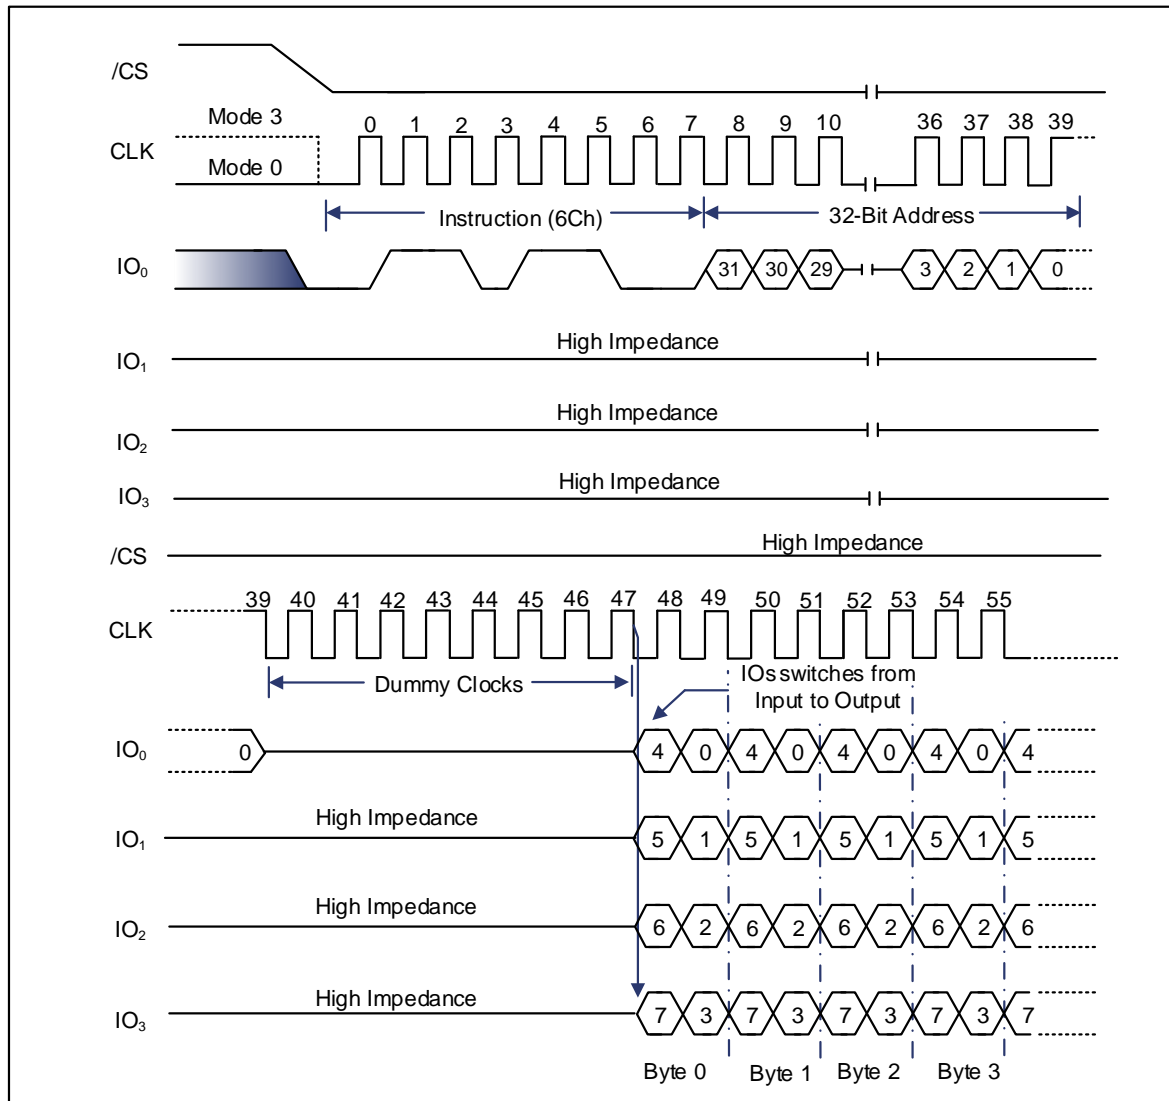 /CS
Mode 3
0 1 2 3 4 5 6 7 8 9 10 36 37 38 39
CLK
Mode 0
Instruction (6Ch) 32-Bit Address
IO0 31 30 29 3 2 1 0
High Impedance
IO1
High Impedance
IO2
High Impedance
IO3
/CS High Impedance
39 40 41 42 43 44 45 46 47 48 49 50 51 52 53 54 55
CLK
Dummy Clocks
IOs switches from
Input to Output
IO0 0 4 0 4 0 4 0 4 0 4
High Impedance
IO1 5 1 5 1 5 1 5 1 5
High Impedance
IO2 6 2 6 2 6 2 6 2 6
High Impedance
IO3 7 3 7 3 7 3 7 3 7
Byte 0 Byte 1 Byte 2 Byte 3